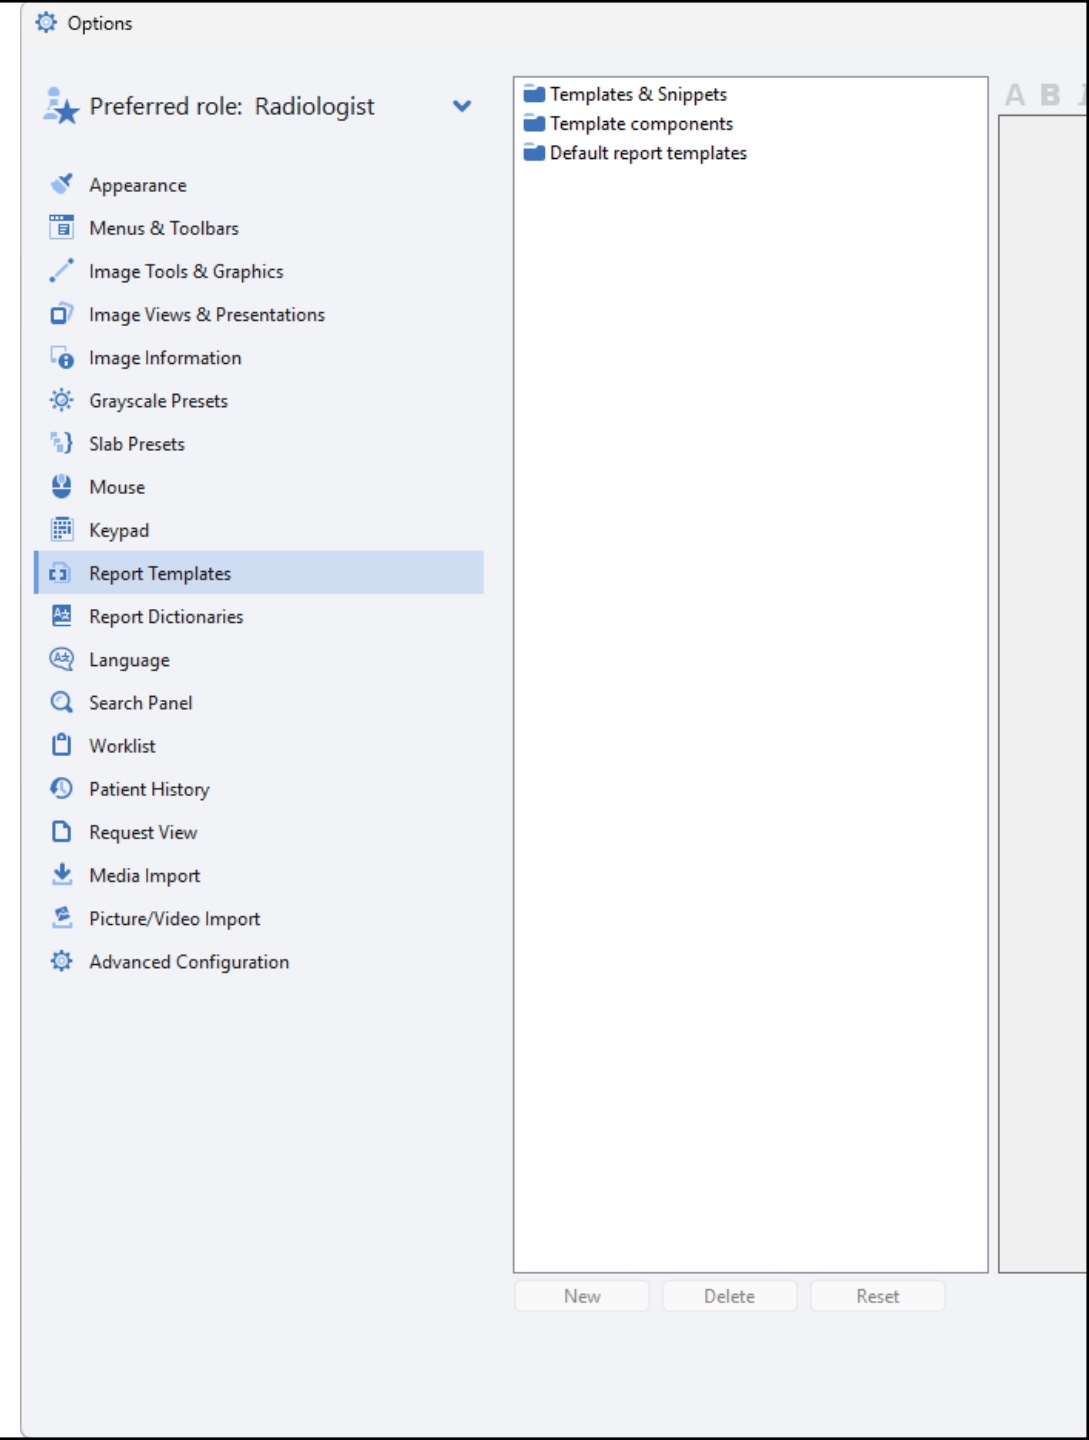 Options
Preferred role: Radiologist
Appearance
Menus & Toolbars
Image Tools & Graphics
Image Views & Presentations
Image Information
Grayscale Presets
Slab Presets
Mouse
Keypad
Report Templates
Report Dictionaries
Language
Search Panel
Worklist
Patient History
Request View
Media Import
Picture/Video Import
Advanced Configuration
Templates & Snippets
Template components
Default report templates
New Delete Reset
A B